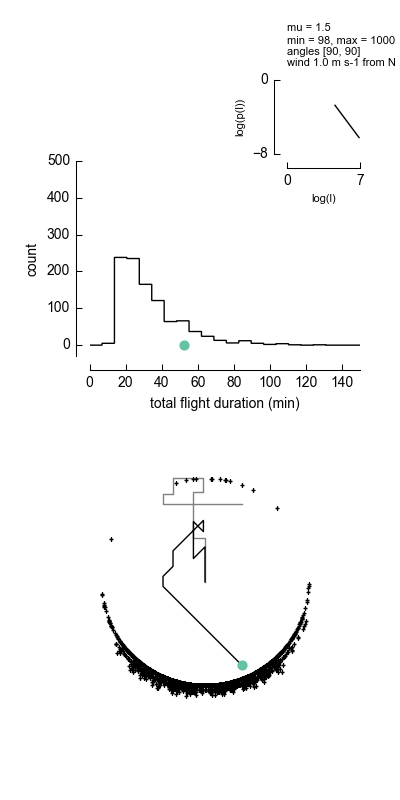 mu = 1.5
min = 98, max = 1000
angles [90, 90]
wind 1.0 m s-1 from N
0
log(p(l))
−8
0 7
log(l)
500
400
300
count
200
100
0
0 20 40 60 80 100 120 140
total flight duration (min)